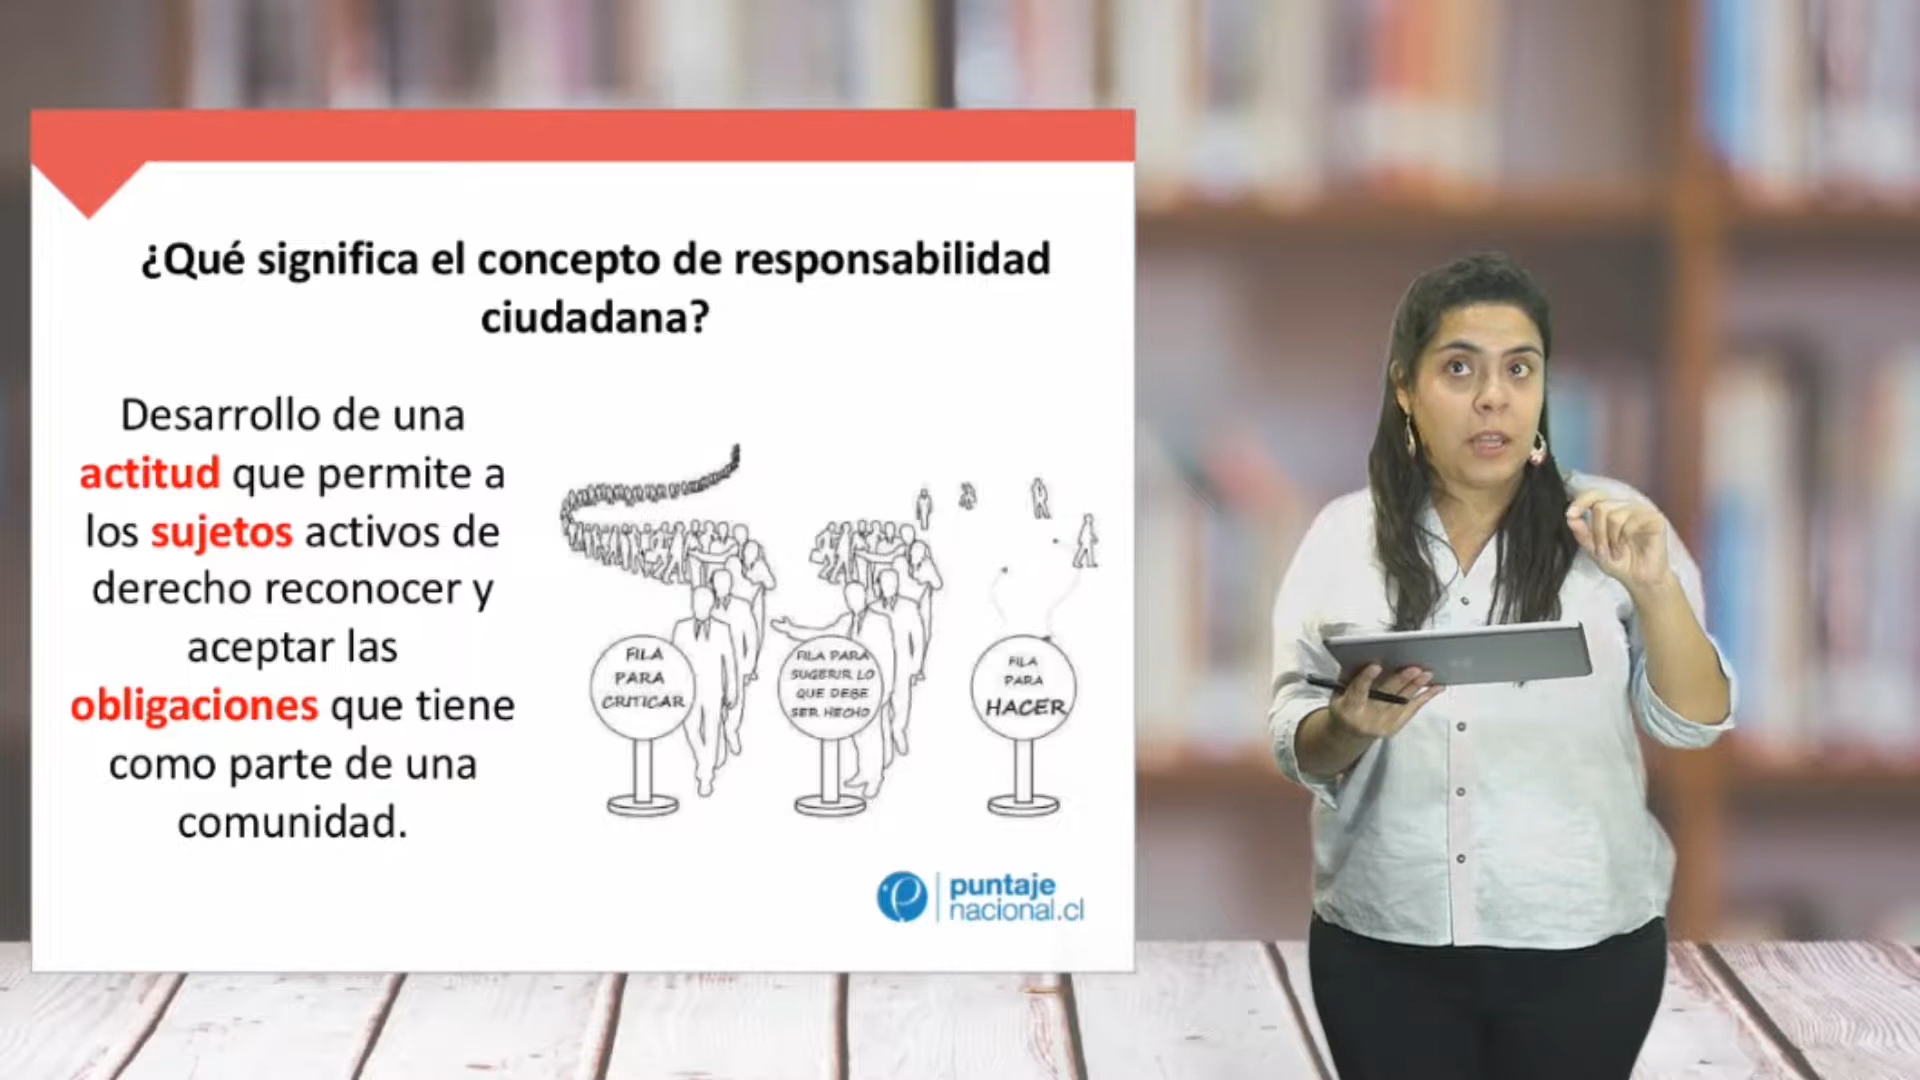 ¿Qué significa el concepto de responsabilidad
ciudadana?
Desarrollo de una
actitud que permite a
los sujetos activos de
derecho reconocer y
aceptar las
obligaciones que tiene
como parte de una
comunidad.
FILA
PARA
CRITICAR
FILA PARA
SUGERIR LO
QUE DEBE
SER HECHO
FILA
PARA
HACER
puntaje
nacional.cl